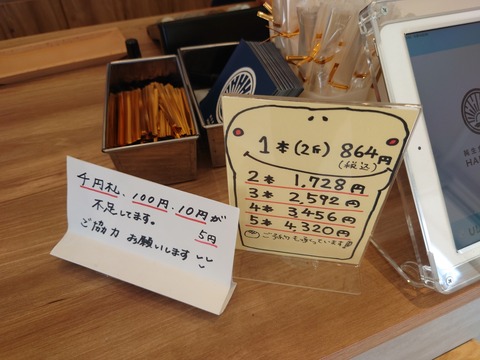 千円札、100円、10円が
5円
不足してます。
ご協力 お願いします
1本(2斤) 864円
(税込)
2本 1,728円
3本 2,592円
4本 3,456円
5本 4,320円